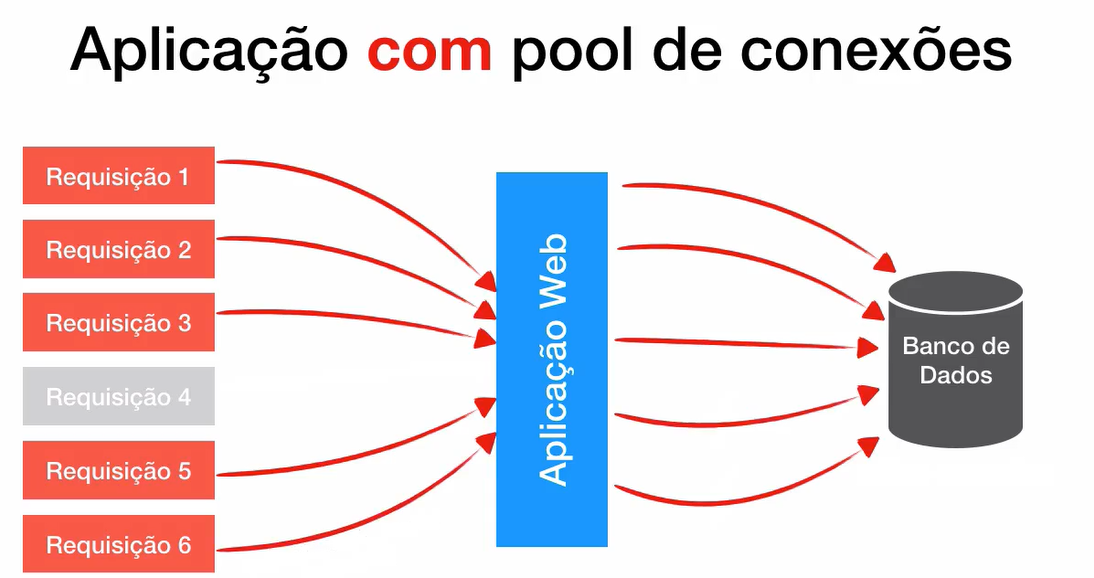 Aplicação com pool de conexões
Requisição 1
Requisição 2
Requisição 3
Requisição 4
Requisição 5
Requisição 6
Aplicação Web
Banco de
Dados